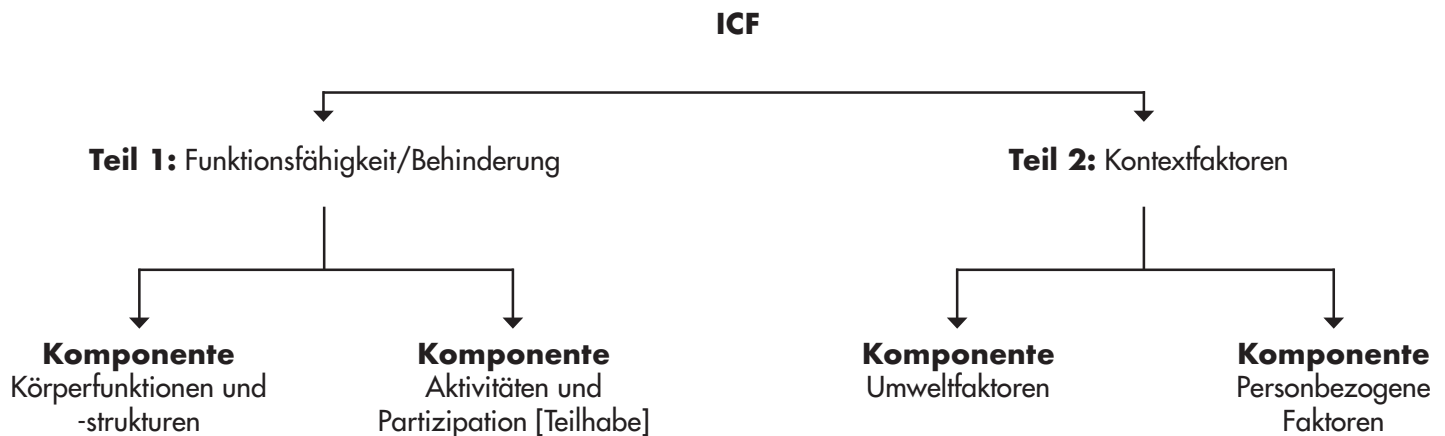 ICF
Teil 1: Funktionsfähigkeit/Behinderung
Teil 2: Kontextfaktoren
Komponente
Körperfunktionen und
-strukturen
Komponente
Aktivitäten und
Partizipation [Teilhabe]
Komponente
Umweltfaktoren
Komponente
Personbezogene
Faktoren